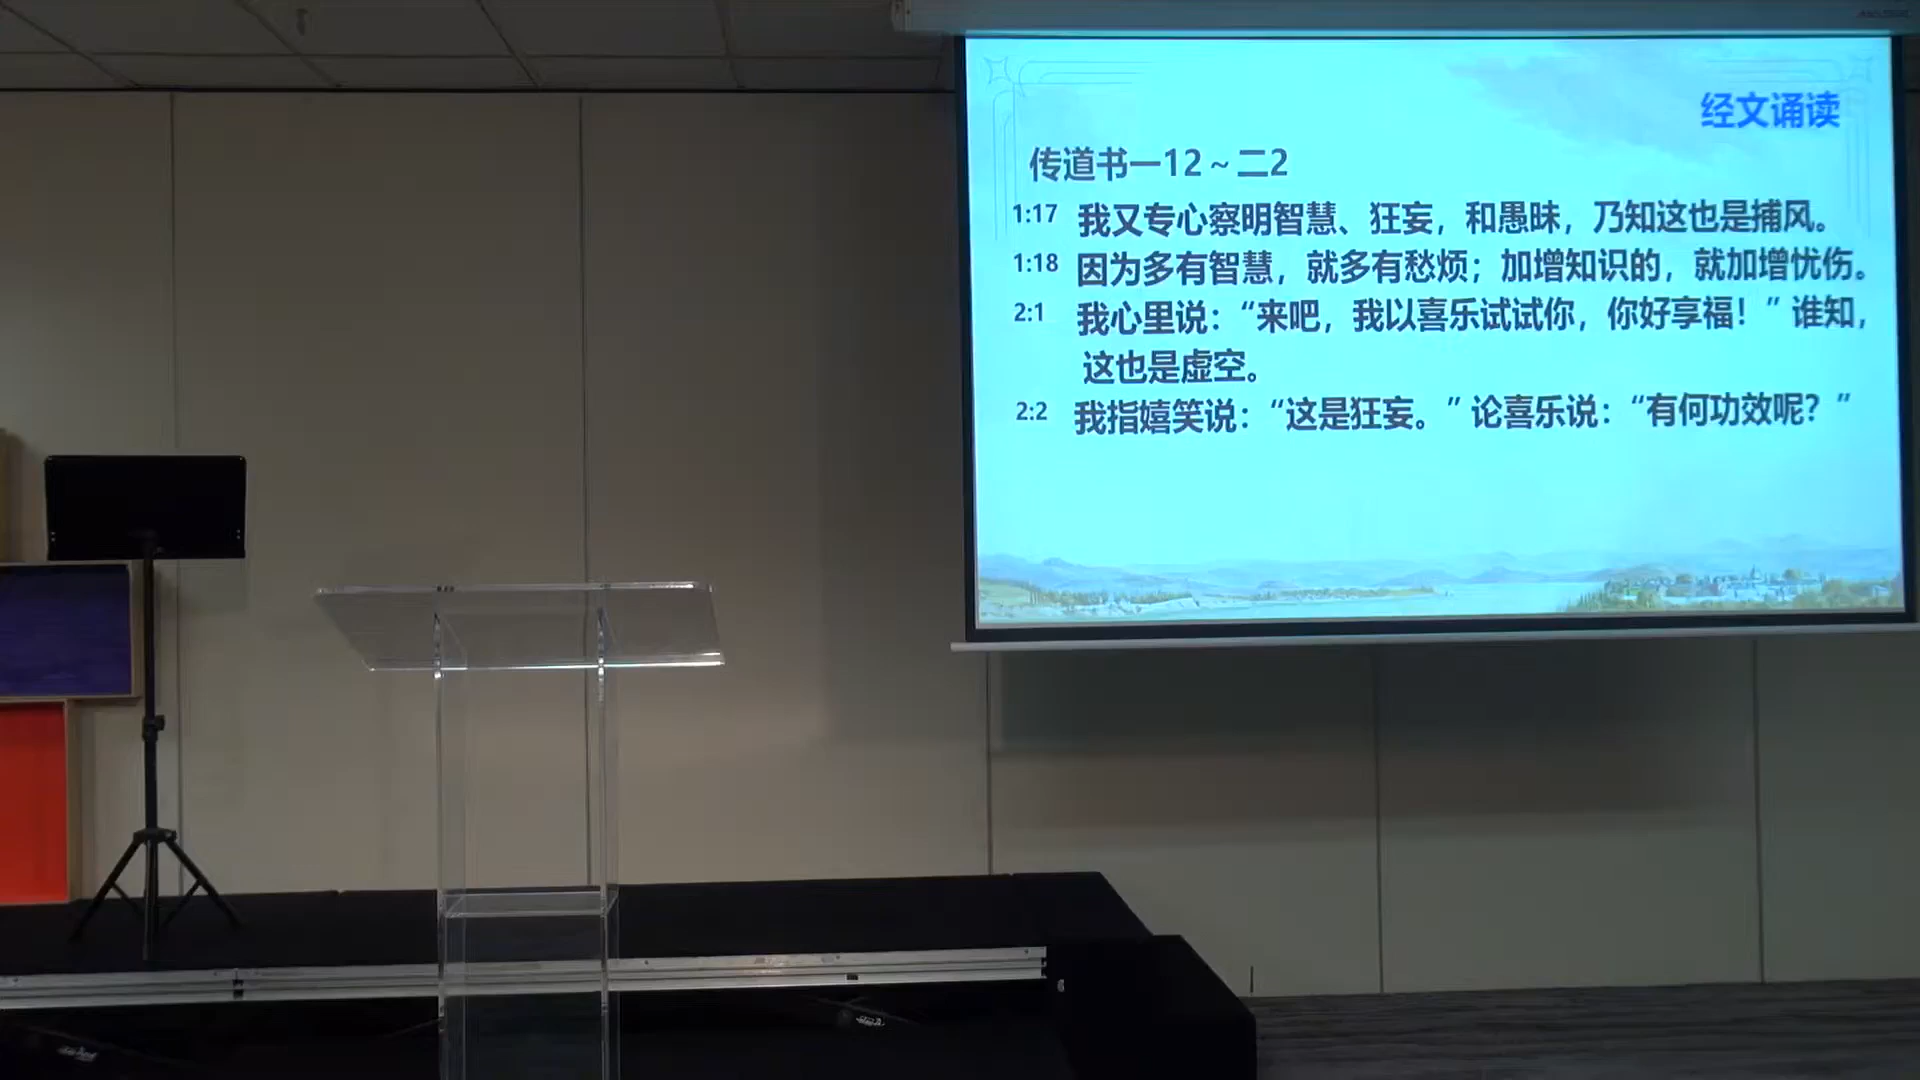 经文诵读
传道书一12～二2
1:17 我又专心察明智慧、狂妄，和愚昧，乃知这也是捕风。
1:18 因为多有智慧，就多有愁烦；加增知识的，就加增忧伤。
2:1 我心里说：“来吧，我以喜乐试试你，你好享福！”谁知，
这也是虚空。
2:2 我指嬉笑说：“这是狂妄。”论喜乐说：“有何功效呢？”